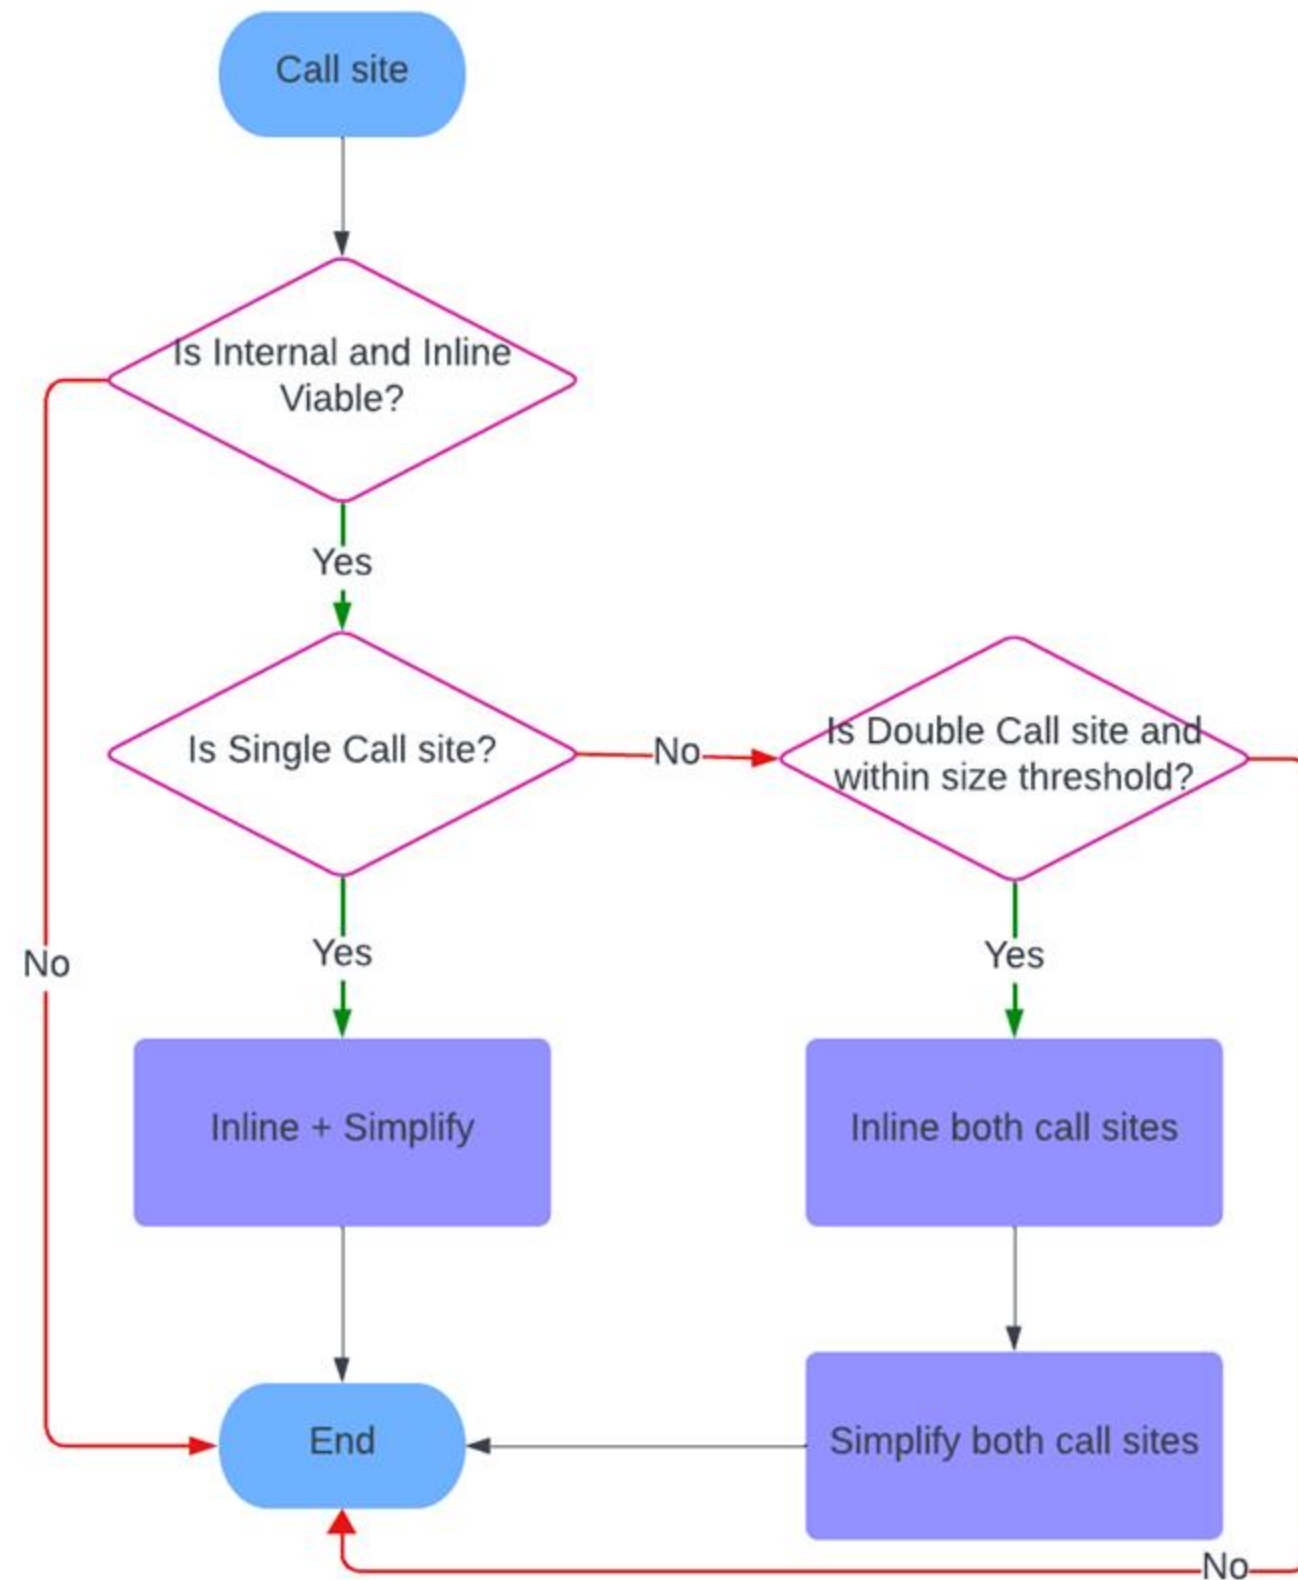 Call site
Is Internal and Inline
Viable?
Yes
Is Single Call site?
No
Is Double Call site and
within size threshold?
No
Yes
Yes
Inline + Simplify
Inline both call sites
End
Simplify both call sites
No